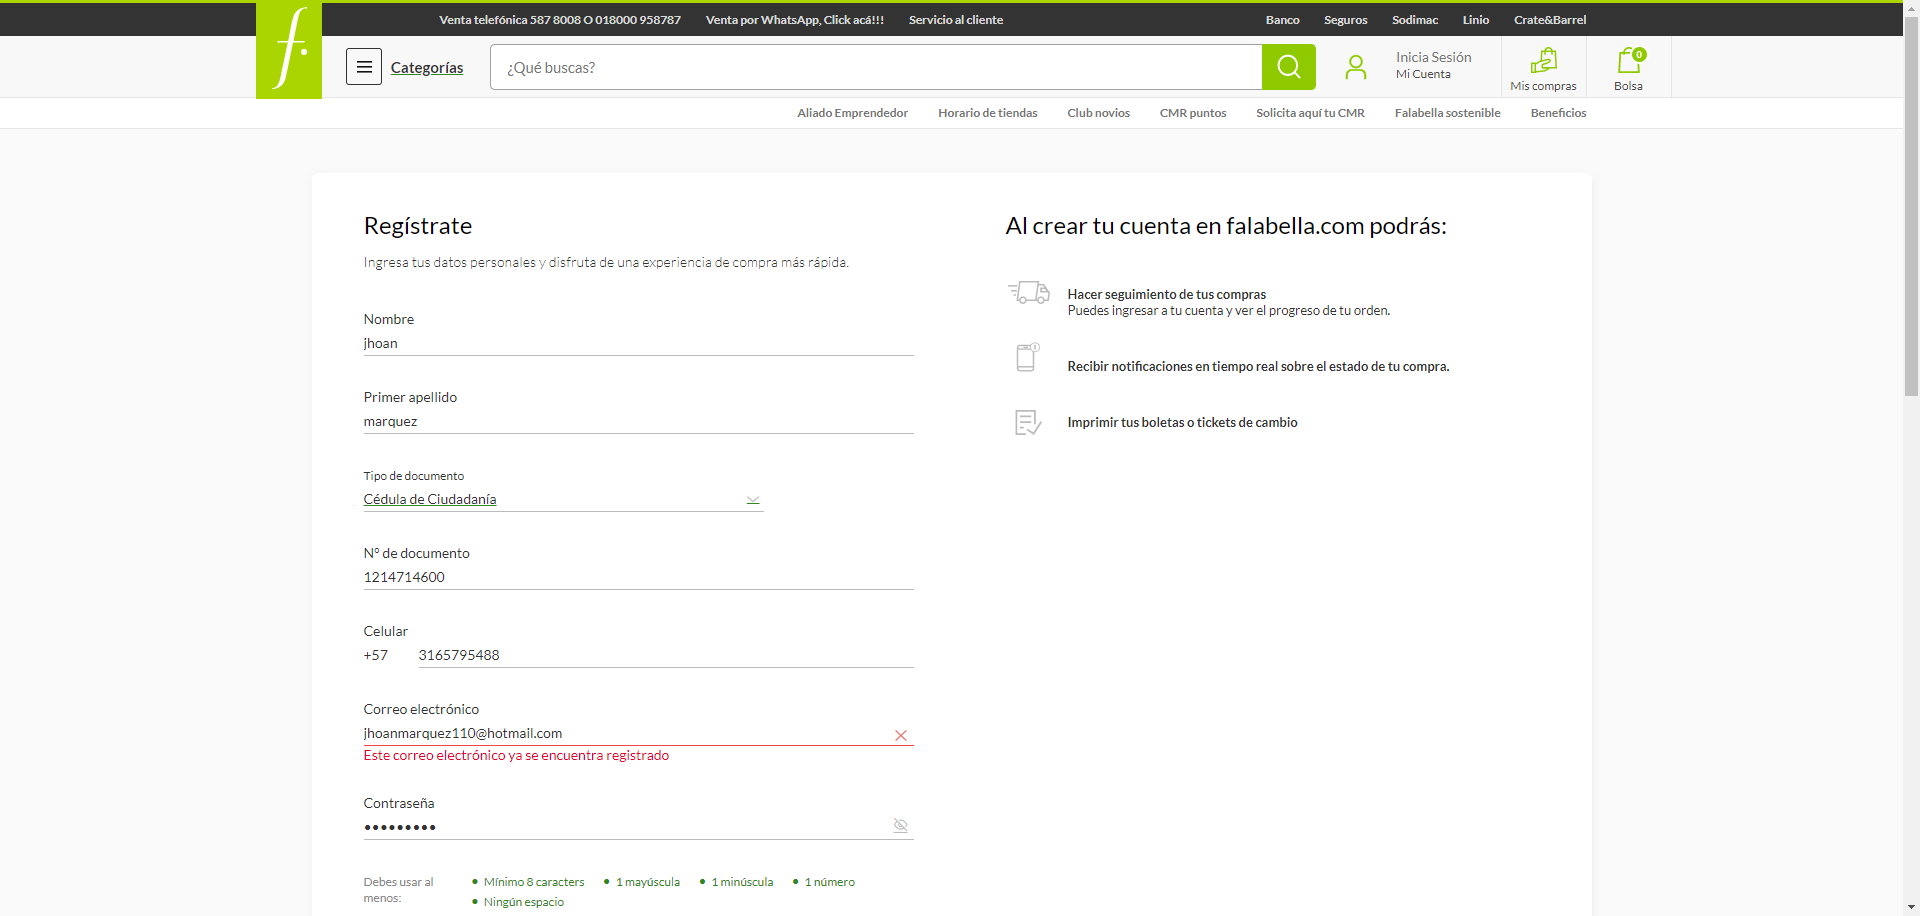 Venta telefónica 587 8008 O 018000 958787 Venta por WhatsApp, Click acá!!! Servicio al cliente Banco Seguros Sodimac Linio Crate&Barrel
f.
Categorías
¿Qué buscas?
Inicia Sesión
Mi Cuenta
Mis compras
0
Bolsa
Aliado Emprendedor Horario de tiendas Club novios CMR puntos Solicita aquí tu CMR Falabella sostenible Beneficios
Regístrate
Ingresa tus datos personales y disfruta de una experiencia de compra más rápida.
Nombre
jhoan
Primer apellido
marquez
Tipo de documento
Cédula de Ciudadanía
N° de documento
1214714600
Celular
+57 3165795488
Correo electrónico
jhoanmarquez110@hotmail.com
Este correo electrónico ya se encuentra registrado
Contraseña
•••••••••
Debes usar al
menos:
• Mínimo 8 caracters • 1 mayúscula • 1 minúscula • 1 número
• Ningún espacio
Al crear tu cuenta en falabella.com podrás:
Hacer seguimiento de tus compras
Puedes ingresar a tu cuenta y ver el progreso de tu orden.
Recibir notificaciones en tiempo real sobre el estado de tu compra.
Imprimir tus boletas o tickets de cambio